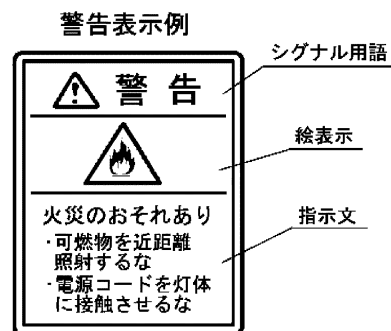 警告表示例
警告
シグナル用語
絵表示
火災のおそれあり
・可燃物を近距離
照射するな
・電源コードを灯体
に接触させるな
指示文